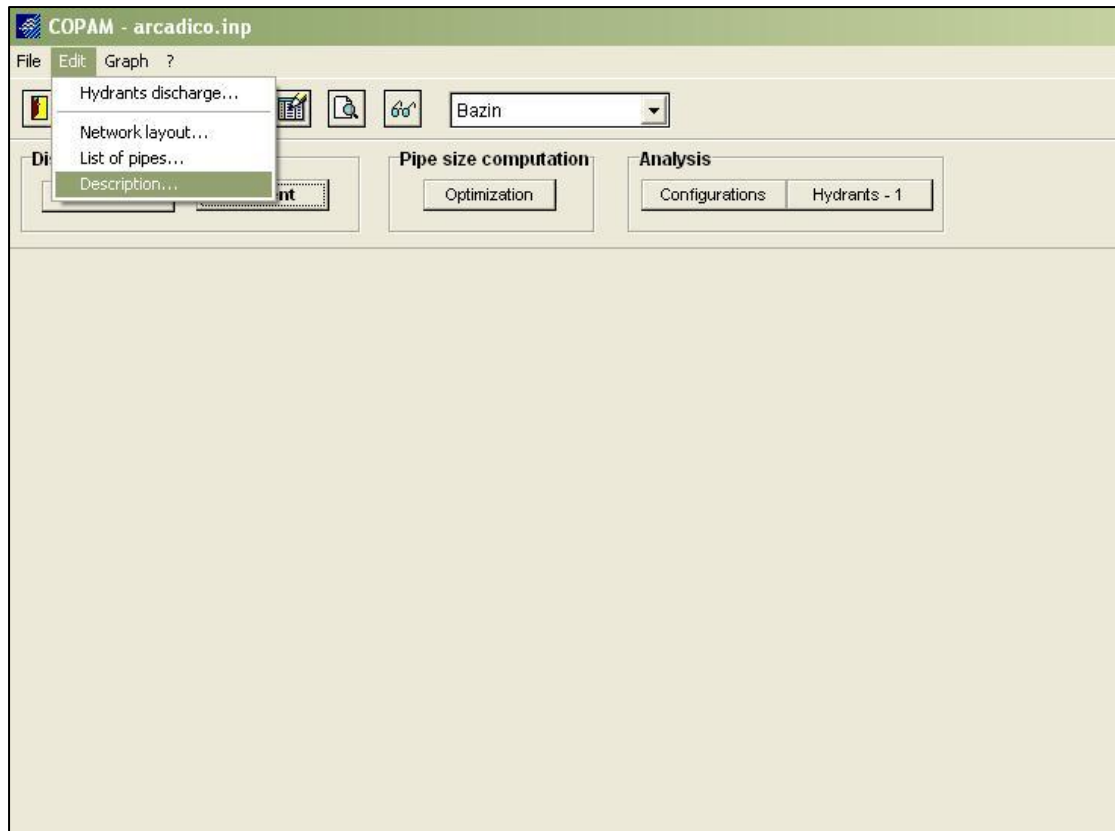 COPAM - arcadico.inp
File Edit Graph ?
Hydrants discharge...
Network layout...
List of pipes...
Description...
Bazin
Di
nt
Pipe size computation
Optimization
Analysis
Configurations
Hydrants - 1